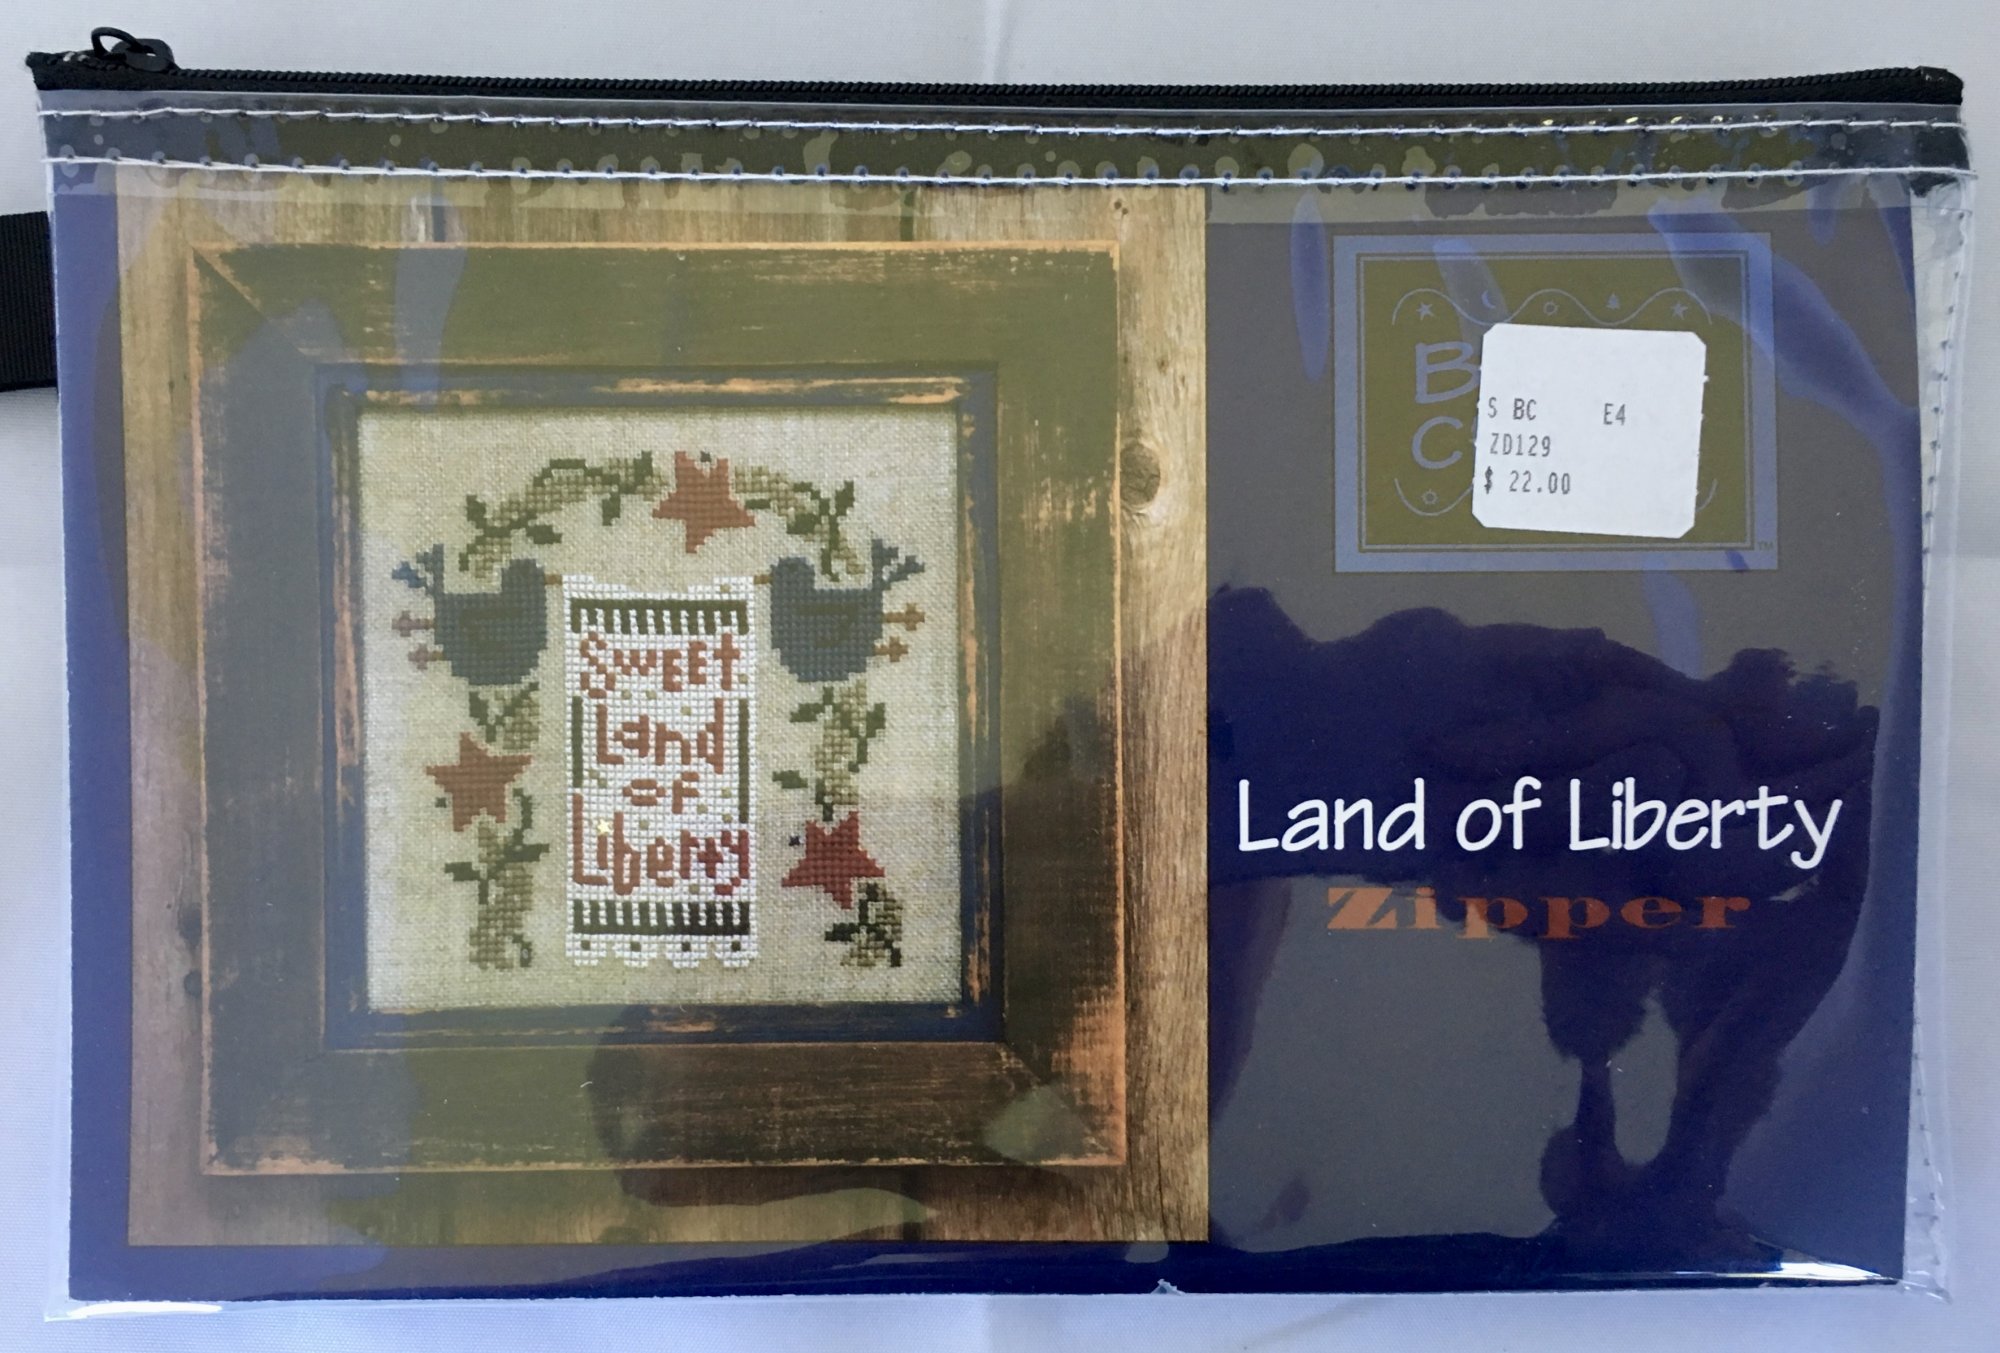 S BC E4
ZD129
$ 22.00
Sweet
Land
of
Liberty
Land of Liberty
Zipper